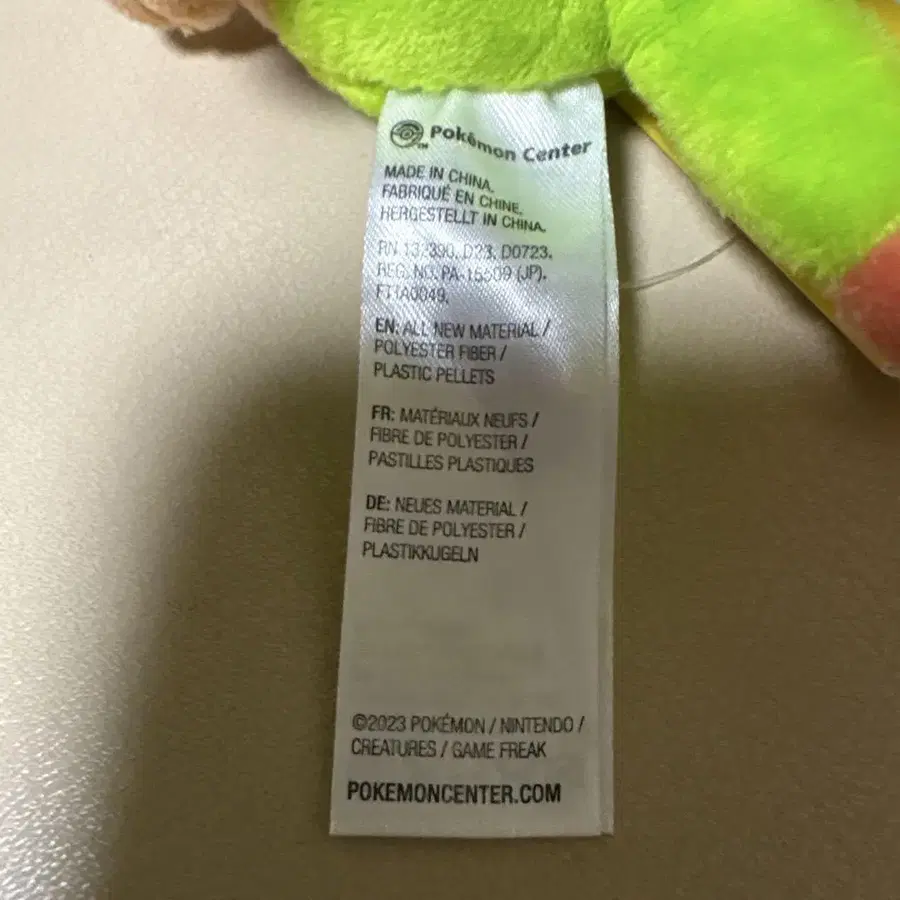 Pokémon Center
MADE IN CHINA.
FABRIQUÉ EN CHINE.
HERGESTELLT IN CHINA.
RN D23. D0723.
REG. NO. PA-15509 (JP).
FTTA0049.
EN: ALL NEW MATERIAL /
POLYESTER FIBER /
PLASTIC PELLETS
FR: MATÉRIAUX NEUFS /
FIBRE DE POLYESTER /
PASTILLES PLASTIQUES
DE: NEUES MATERIAL /
FIBRE DE POLYESTER /
PLASTIKKUGELN
©2023 POKÉMON / NINTENDO /
CREATURES / GAME FREAK
POKEMONCENTER.COM